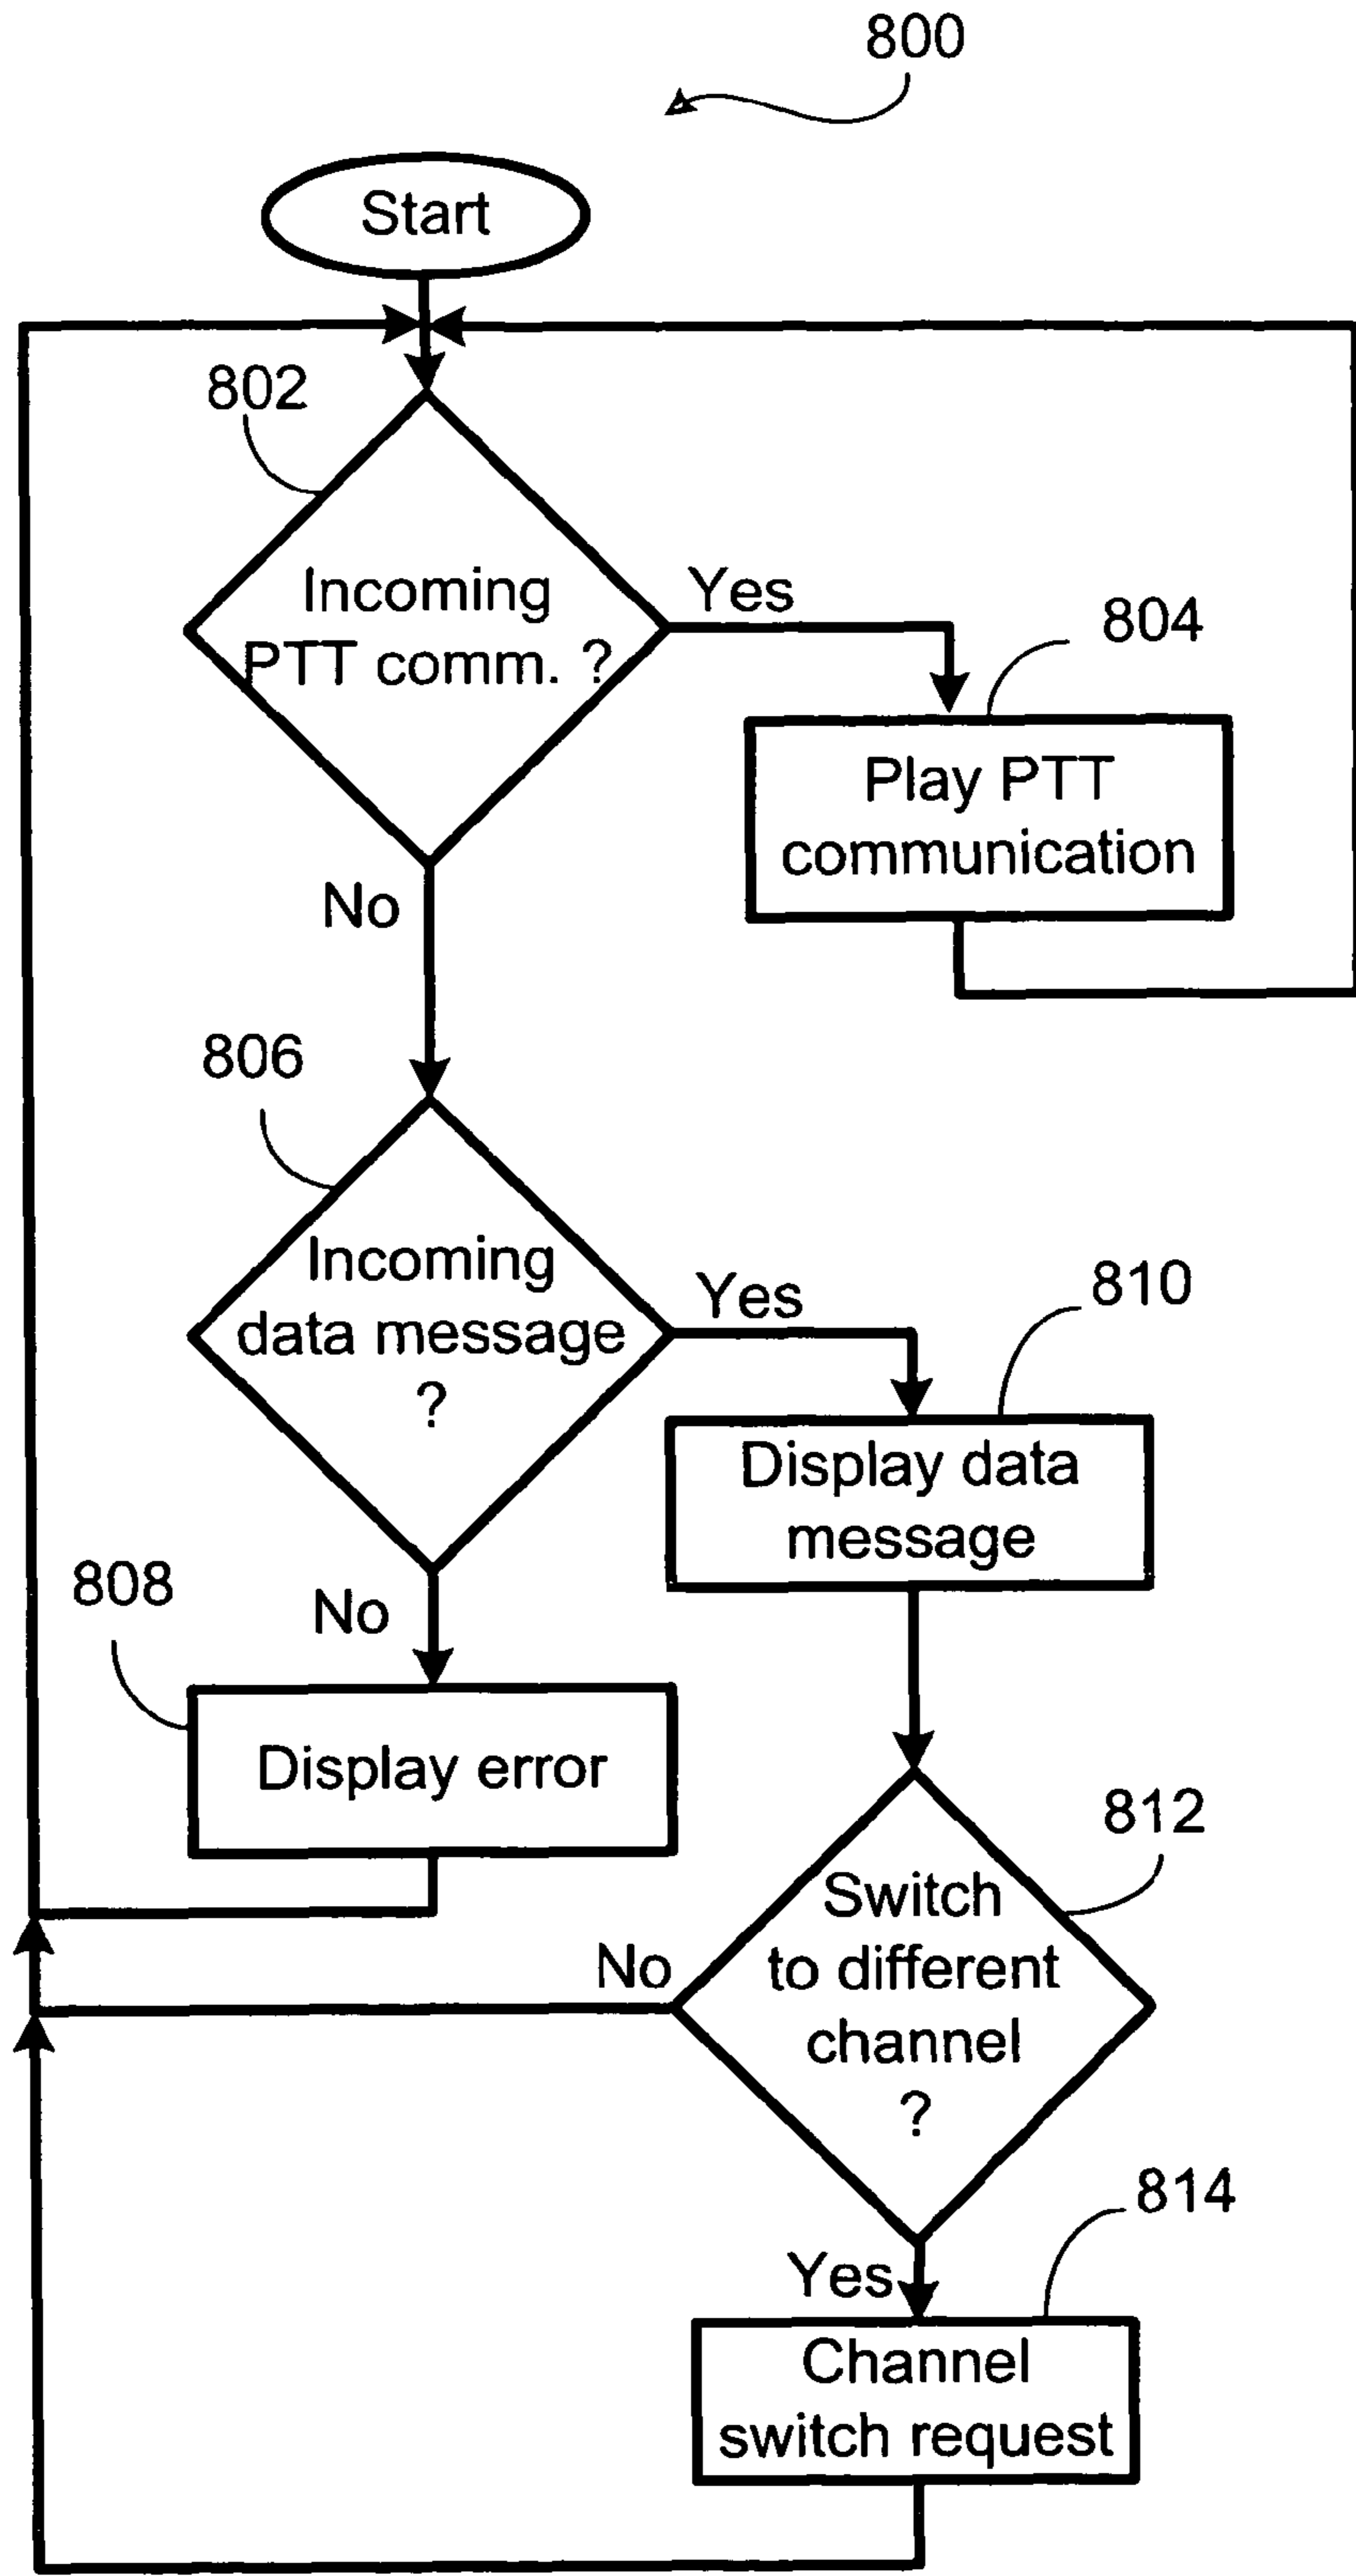 800
Start
802
Incoming
PTT comm. ?
Yes
804
Play PTT
communication
No
806
Incoming
data message
?
Yes
810
Display data
message
808
No
Display error
812
Switch
to different
channel
?
No
814
Yes
Channel
switch request